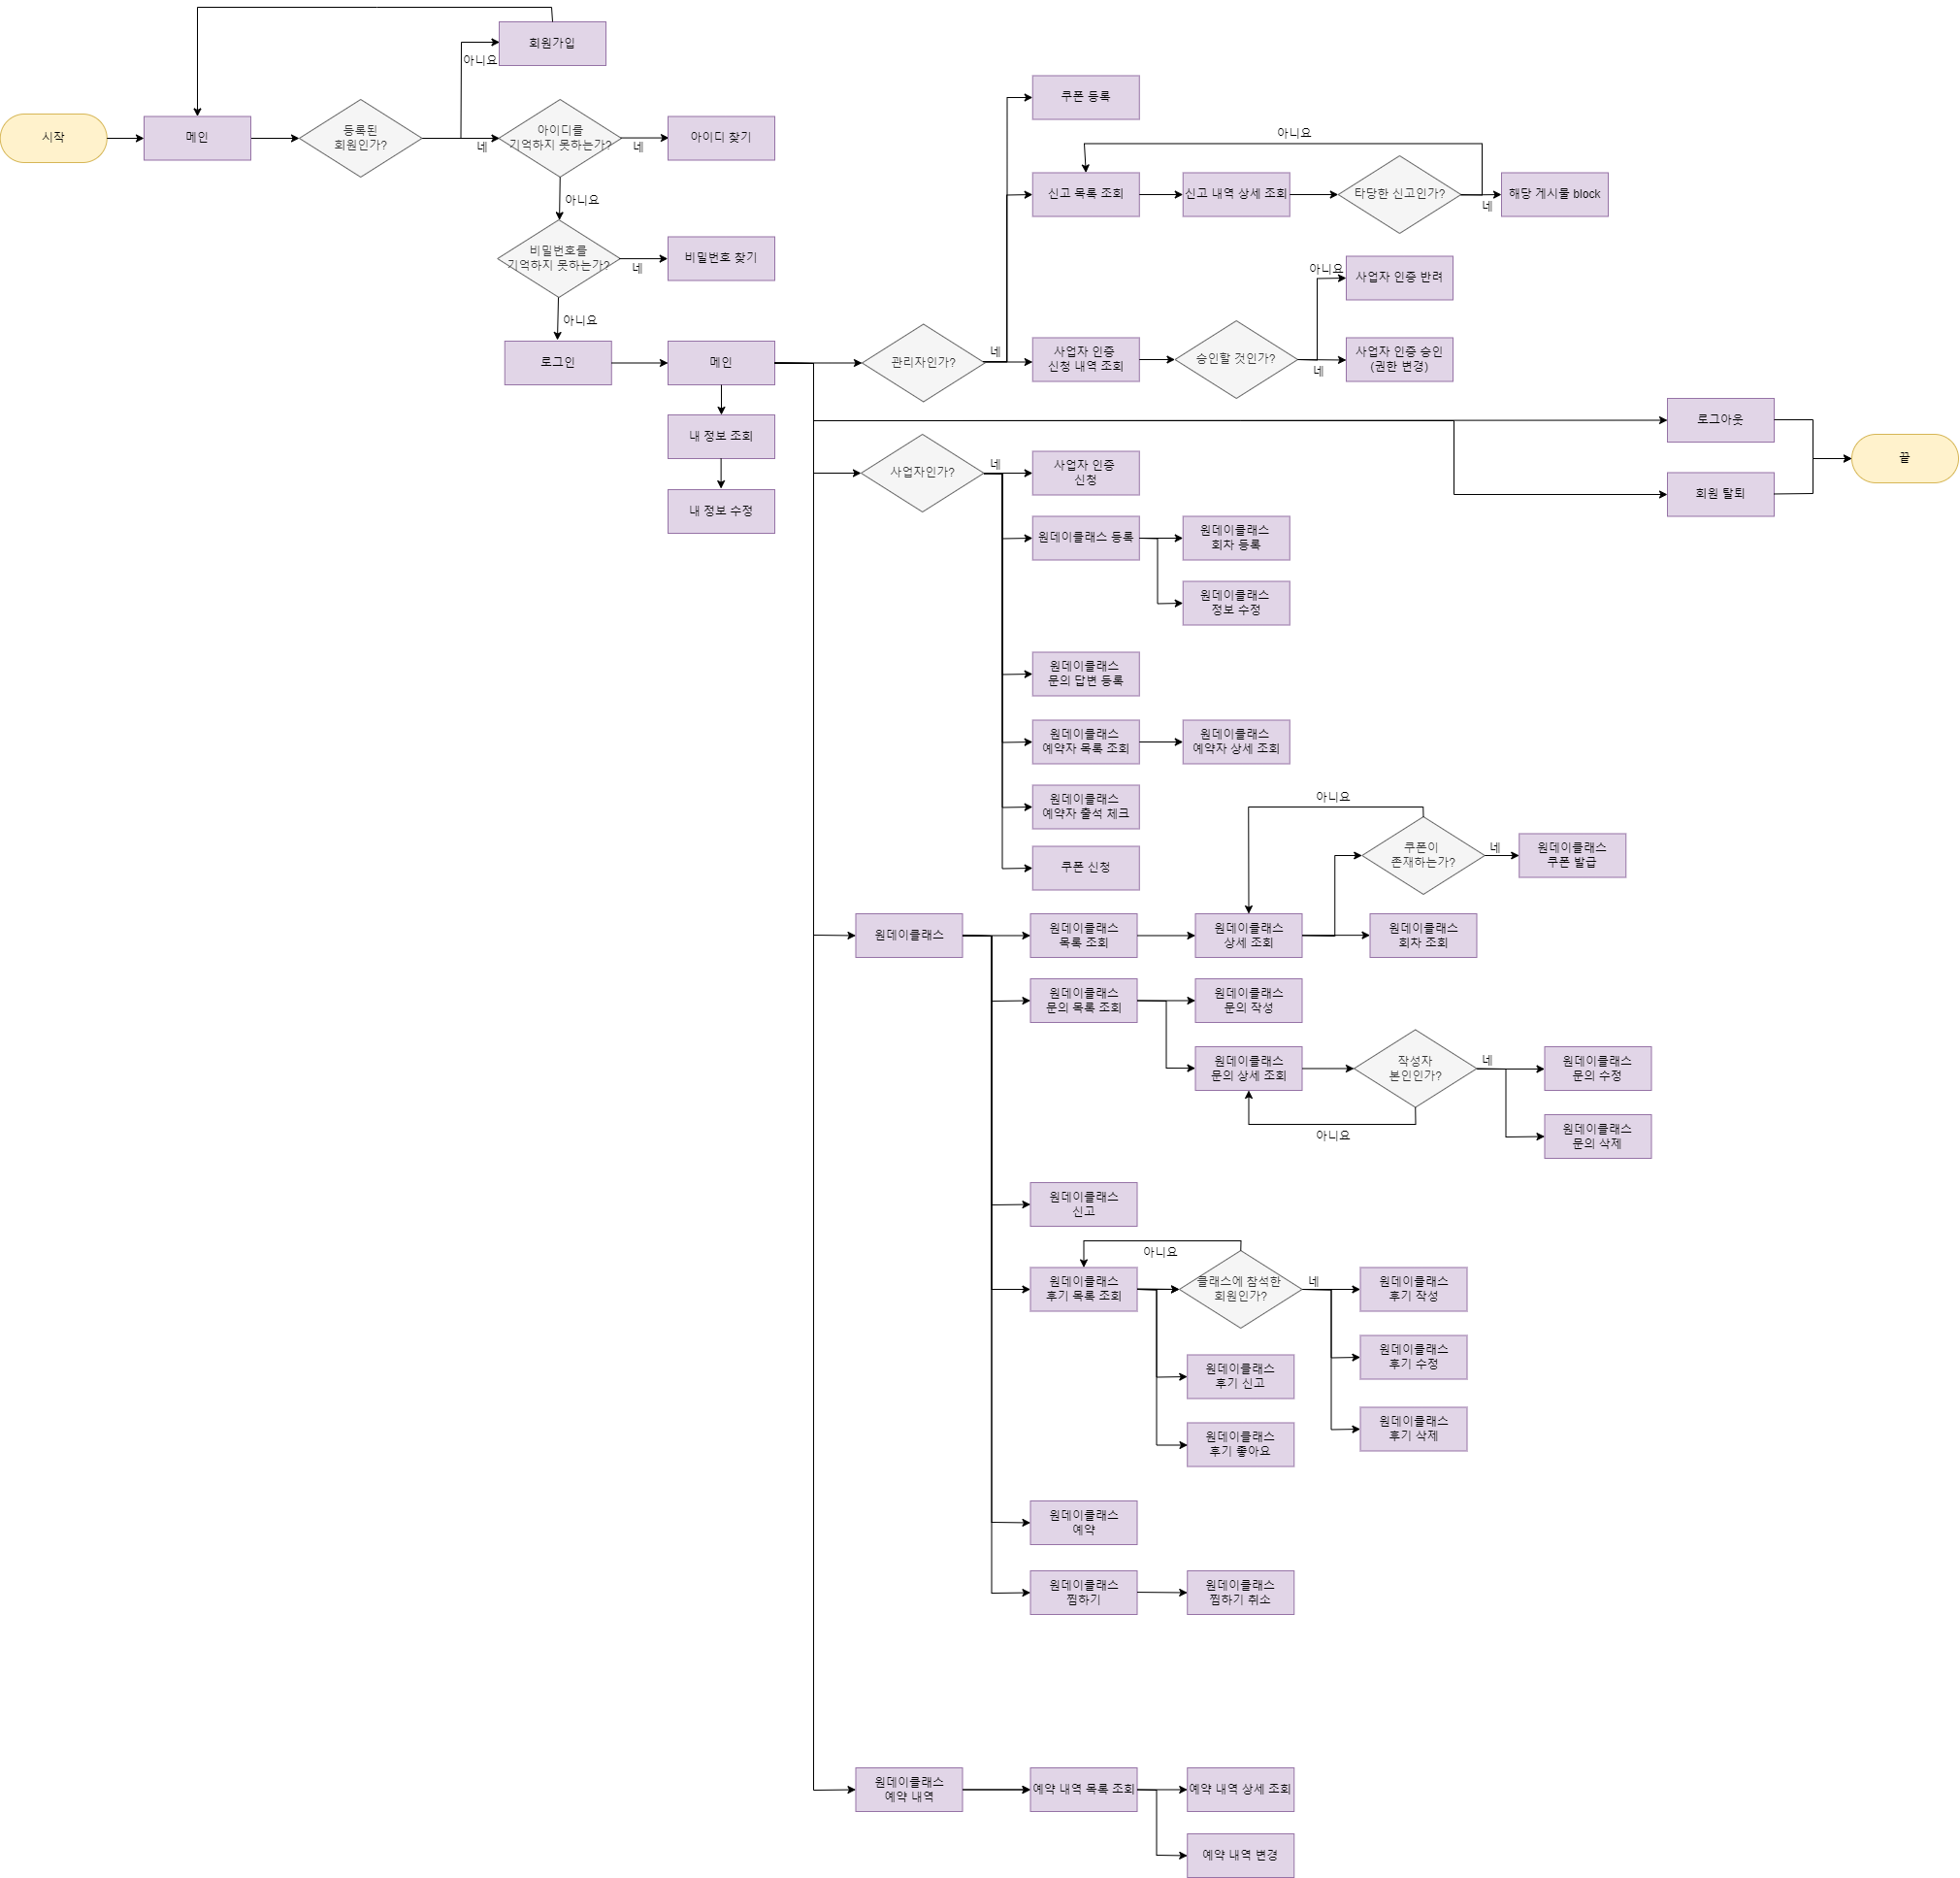 회원가입
아니요
시작
메인
등록된
회원인가?
네
아이디를
기억하지 못하는가?
네
아이디 찾기
아니요
비밀번호를
기억하지 못하는가?
네
비밀번호 찾기
아니요
로그인
메인
내 정보 조회
내 정보 수정
관리자인가?
네
쿠폰 등록
아니요
신고 목록 조회
신고 내역 상세 조회
타당한 신고인가?
네
해당 게시물 block
사업자 인증
신청 내역 조회
승인할 것인가?
아니요
사업자 인증 반려
네
사업자 인증 승인
(권한 변경)
로그아웃
회원 탈퇴
끝
사업자인가?
네
사업자 인증
신청
원데이클래스 등록
원데이클래스
회차 등록
원데이클래스
정보 수정
원데이클래스
문의 답변 등록
원데이클래스
예약자 목록 조회
원데이클래스
예약자 상세 조회
원데이클래스
예약자 출석 체크
쿠폰 신청
아니요
쿠폰이
존재하는가?
네
원데이클래스
쿠폰 발급
원데이클래스
원데이클래스
목록 조회
원데이클래스
상세 조회
원데이클래스
회차 조회
원데이클래스
문의 목록 조회
원데이클래스
문의 작성
원데이클래스
문의 상세 조회
작성자
본인인가?
네
원데이클래스
문의 수정
아니요
원데이클래스
문의 삭제
원데이클래스
신고
아니요
원데이클래스
후기 목록 조회
클래스에 참석한
회원인가?
네
원데이클래스
후기 작성
원데이클래스
후기 수정
원데이클래스
후기 신고
원데이클래스
후기 삭제
원데이클래스
후기 좋아요
원데이클래스
예약
원데이클래스
찜하기
원데이클래스
찜하기 취소
원데이클래스
예약 내역
예약 내역 목록 조회
예약 내역 상세 조회
예약 내역 변경